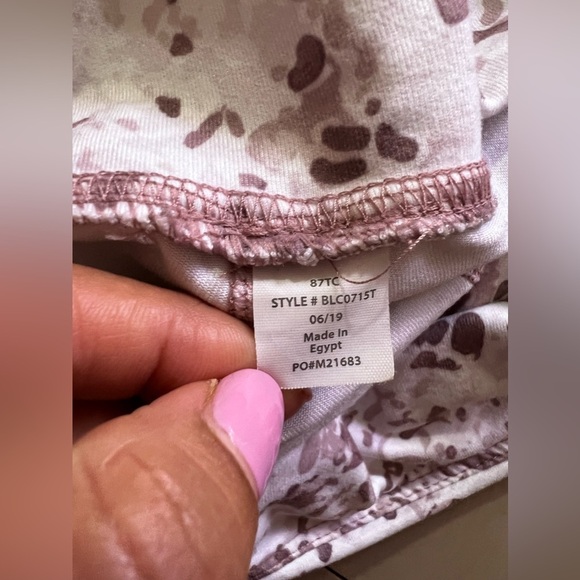 87TC
STYLE # BLC0715T
06/19
Made In
Egypt
PO#M21683